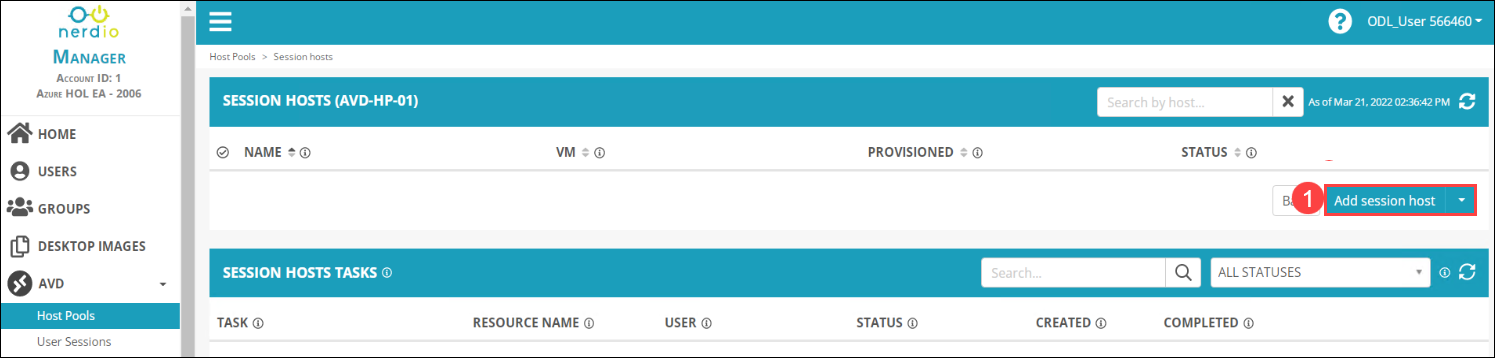 nerdio
MANAGER
ACCOUNT ID: 1
AZURE HOL EA - 2006
HOME
USERS
GROUPS
DESKTOP IMAGES
AVD
Host Pools
User Sessions
? ODL_User 566460
Host Pools > Session hosts
SESSION HOSTS (AVD-HP-01) Search by host... As of Mar 21, 2022 02:36:42 PM
NAME VM PROVISIONED STATUS
1 Add session host
SESSION HOSTS TASKS Search... ALL STATUSES
TASK RESOURCE NAME USER STATUS CREATED COMPLETED